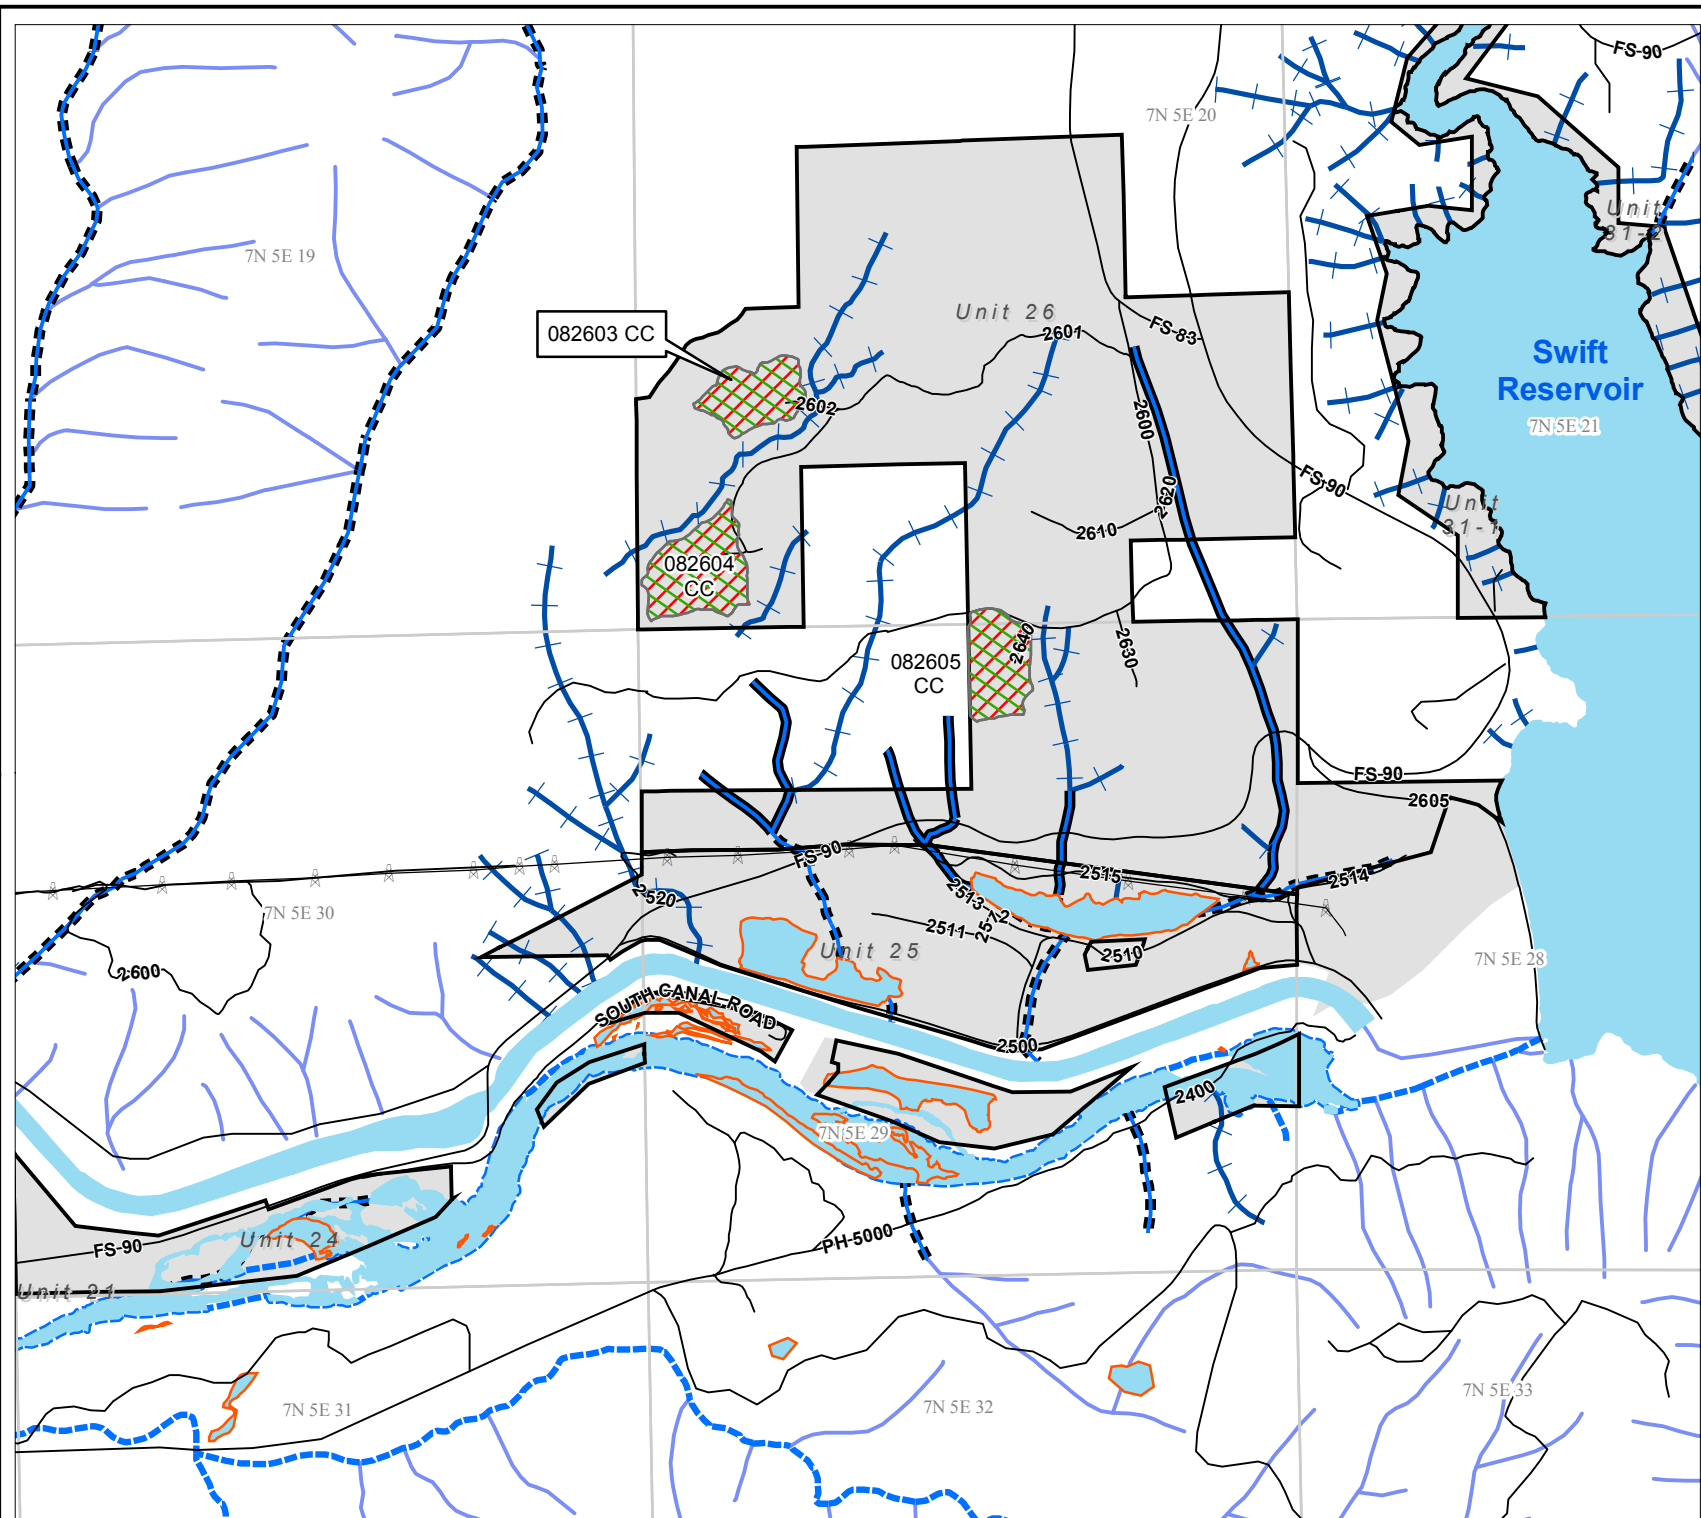 FS-90
7N 5E 20
Unit
31-2
7N 5E 19
Unit 26
082603 CC
2601
FS-83
Swift
Reservoir
2602
2600
7N 5E 21
FS-90
2620
Unit
31-1
2610
082604
CC
2640
2630
082605
CC
FS-90
2605
FS-90
2515
2514
2520
2513
2512
7N 5E 30
2511
Unit 25
2510
7N 5E 28
2600
SOUTH CANAL ROAD
2500
2400
7N 5E 29
FS-90
Unit 24
PH-5000
Unit 21
7N 5E 31
7N 5E 32
7N 5E 33